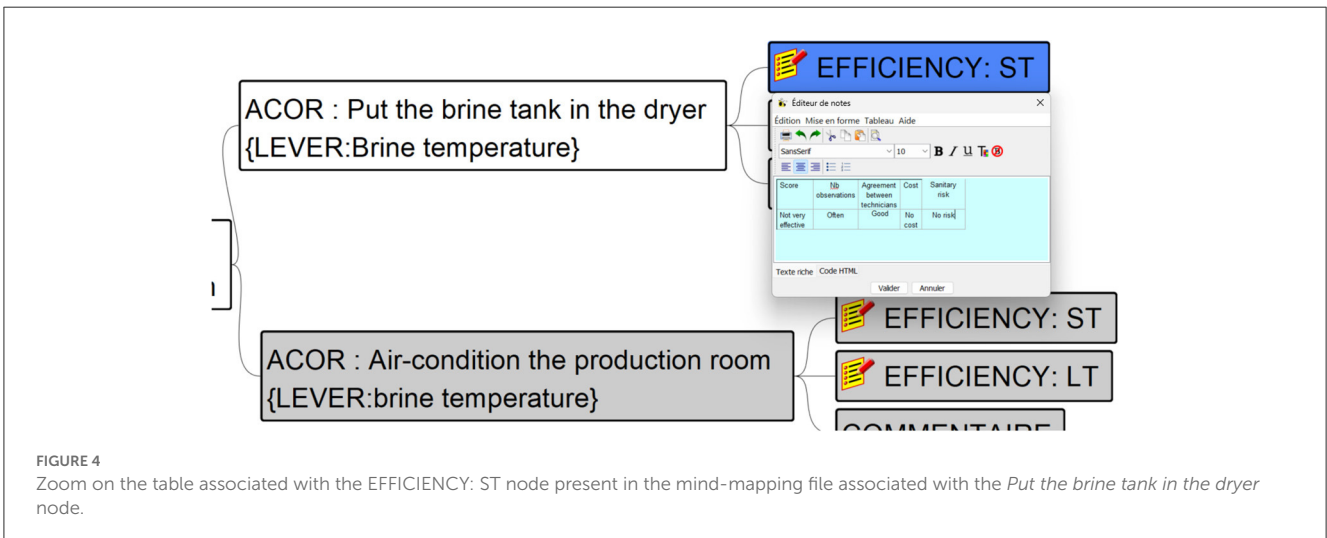 EFFICIENCY: ST
ACOR : Put the brine tank in the dryer
{LEVER:Brine temperature}
Éditeur de notes
Édition Mise en forme Tableau Aide
SansSerif 10 B I U
Score Nb observations Agreement between technicians Cost Sanitary risk
Not very effective Often Good No cost No risk
Texte riche Code HTML
Valider Annuler
EFFICIENCY: ST
ACOR : Air-condition the production room
{LEVER:brine temperature}
EFFICIENCY: LT
COMMENTAIRE
FIGURE 4
Zoom on the table associated with the EFFICIENCY: ST node present in the mind-mapping file associated with the Put the brine tank in the dryer
node.